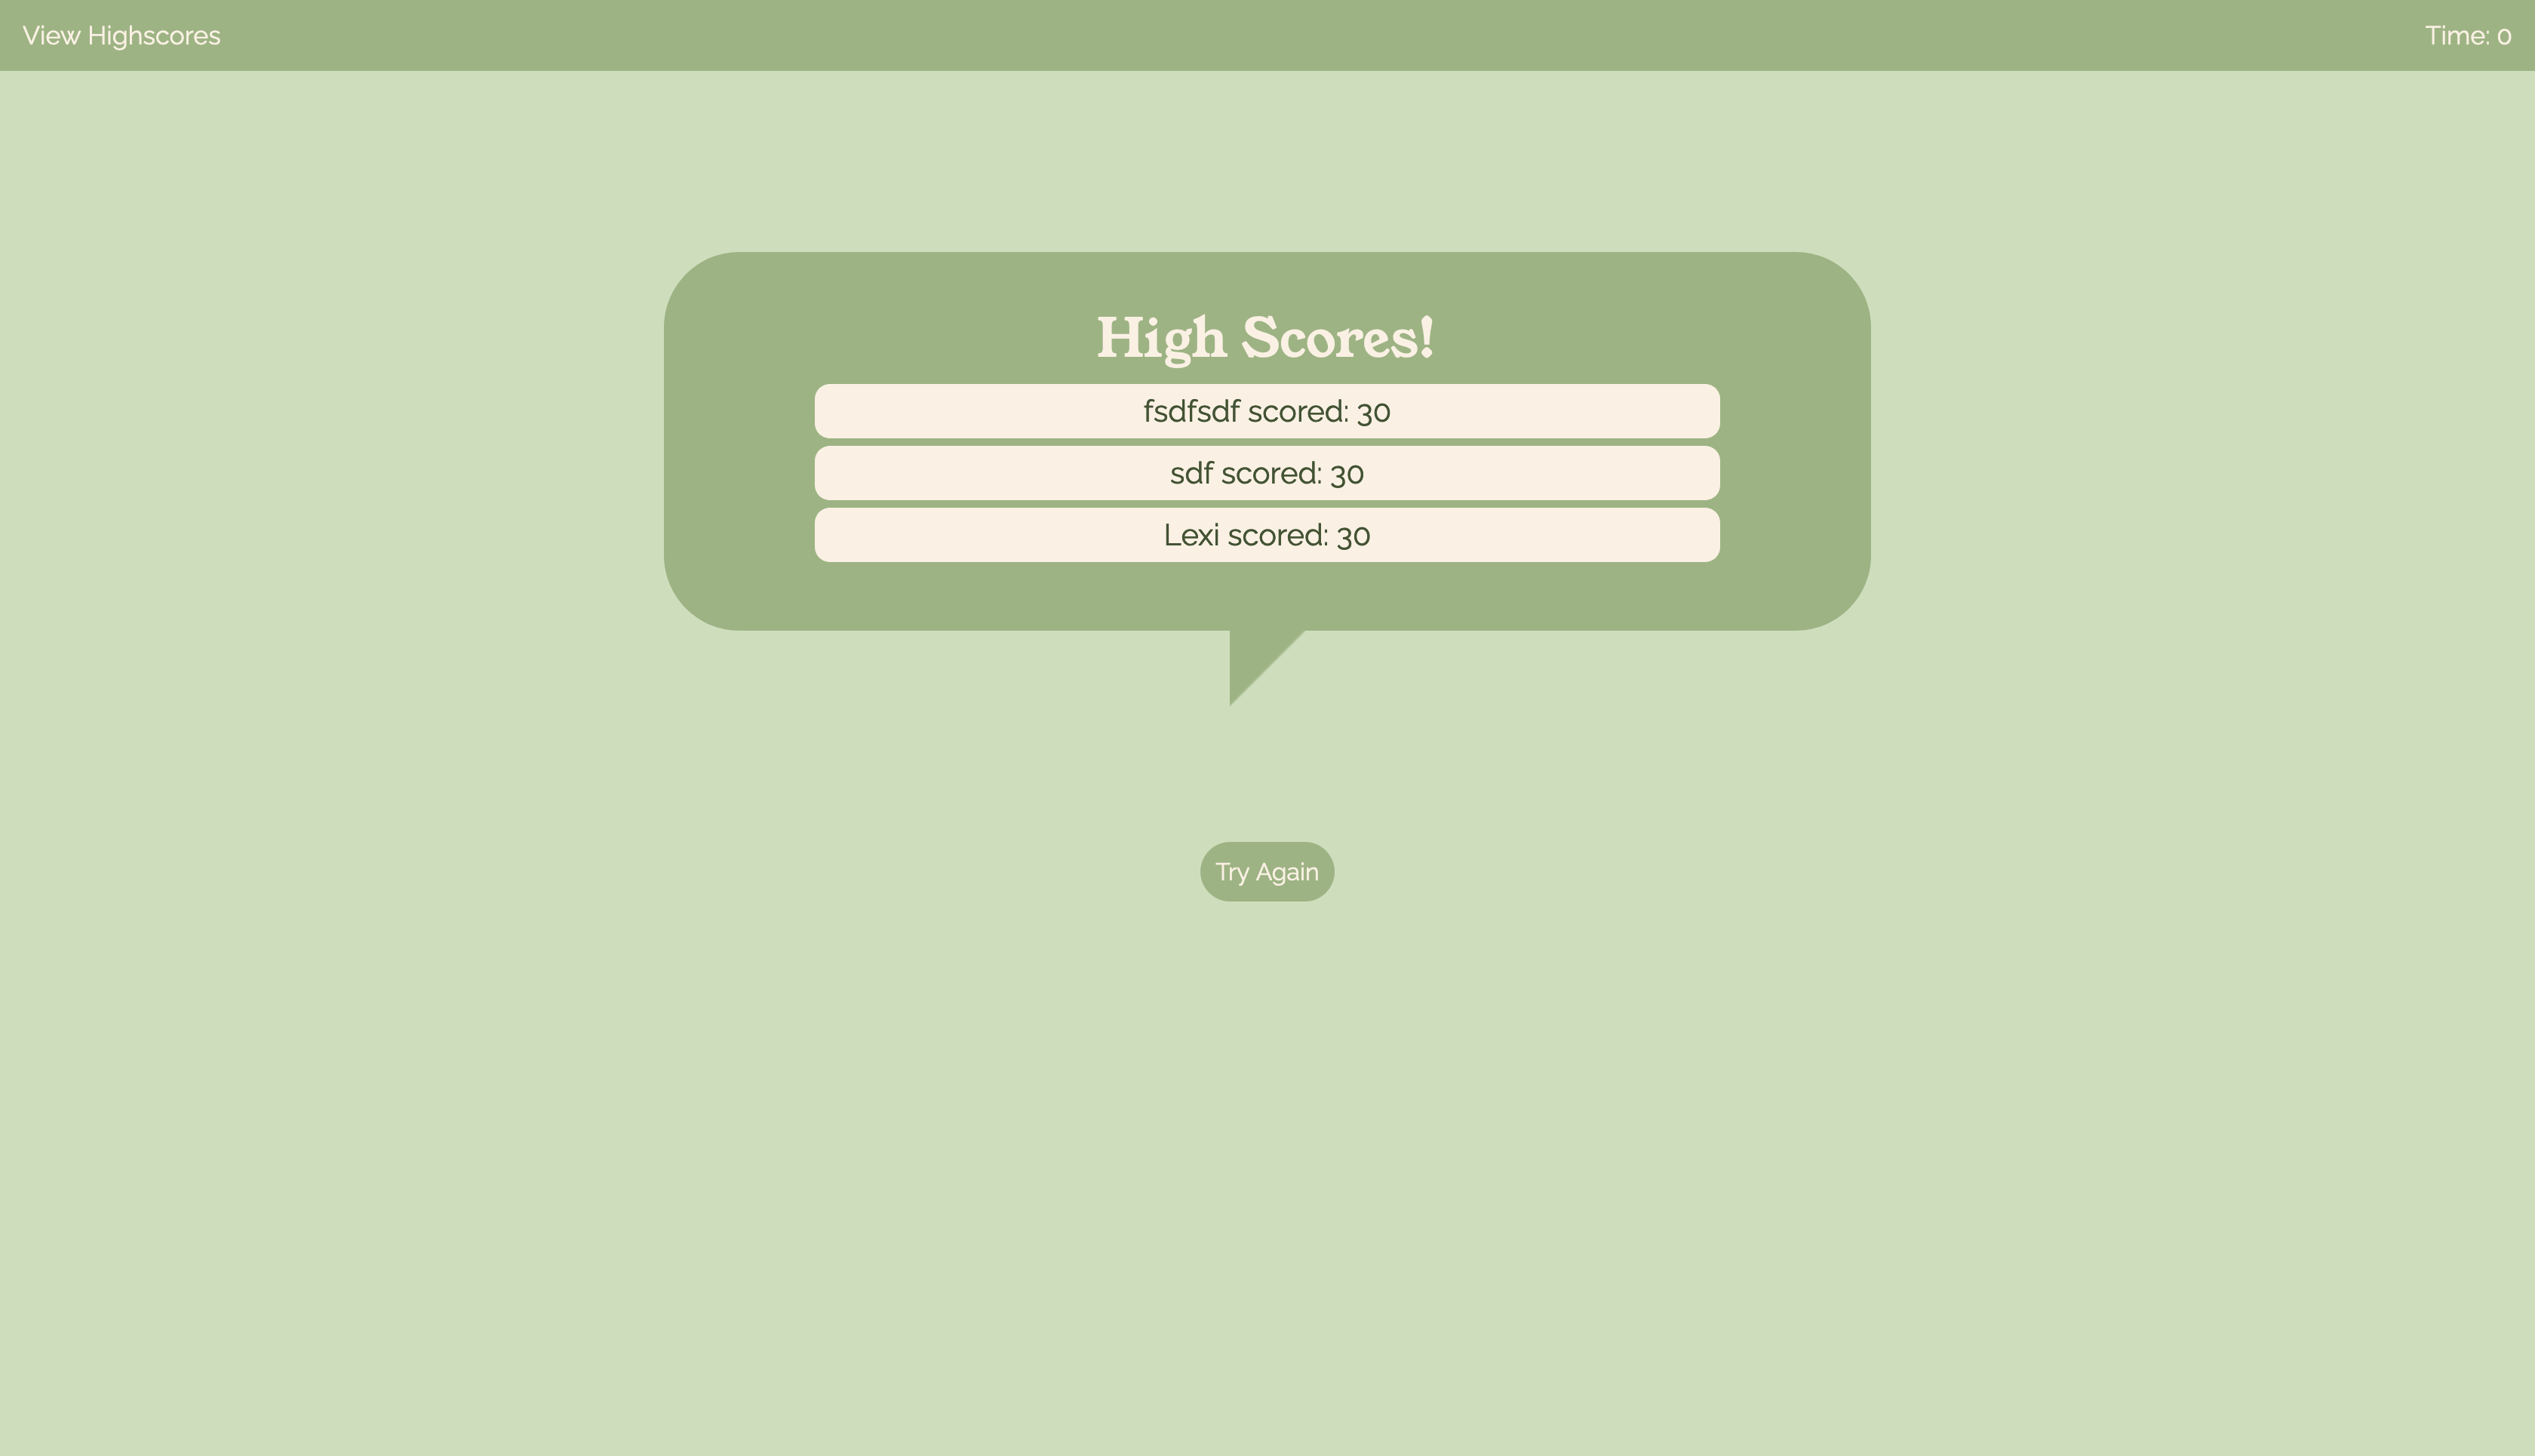 View Highscores
Time: 0
High Scores!
fsdfsdf scored: 30
sdf scored: 30
Lexi scored: 30
Try Again